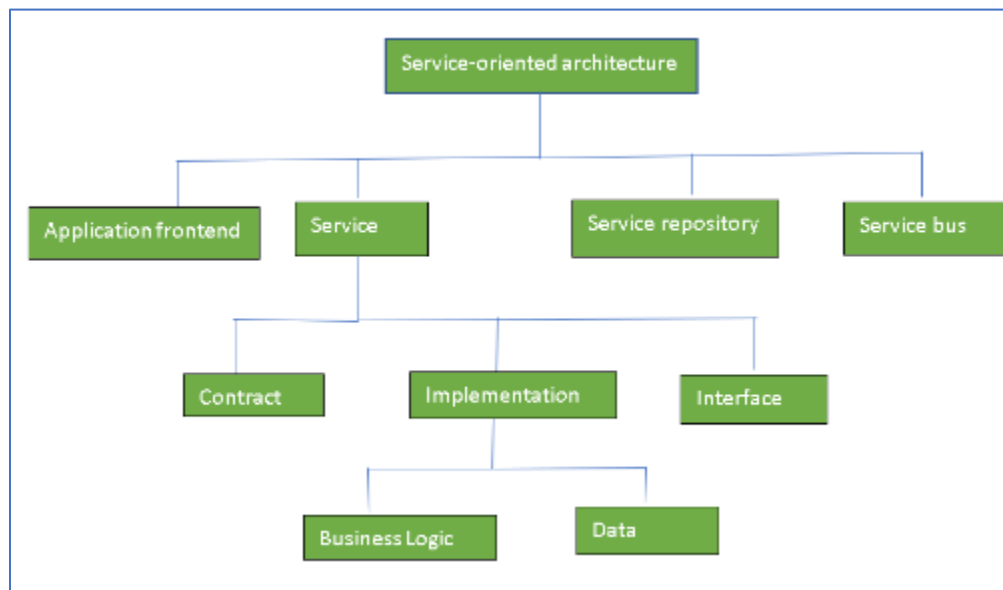 Service-oriented architecture
Application frontend
Service
Service repository
Service bus
Contract
Implementation
Interface
Business Logic
Data